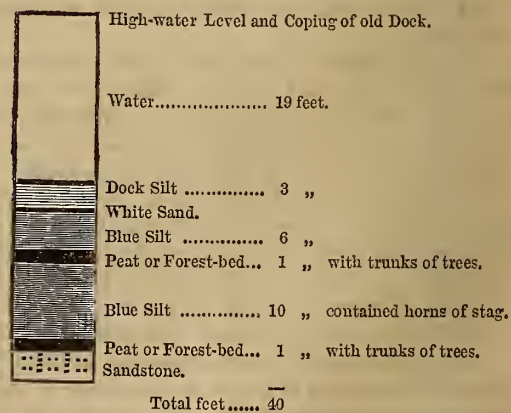 High-water Level and Copiug of old Dock.
Water..................... 19 feet.
Dock Silt ............... 3 „
White Sand.
Blue Silt ............... 6 „
Peat or Forest-bed... 1 „ with trunks of trees.
Blue Silt ............... 10 „ contained horns of stag.
Peat or Forest-bed... 1 „ with trunks of trees.
Sandstone.
Total feet...... 40